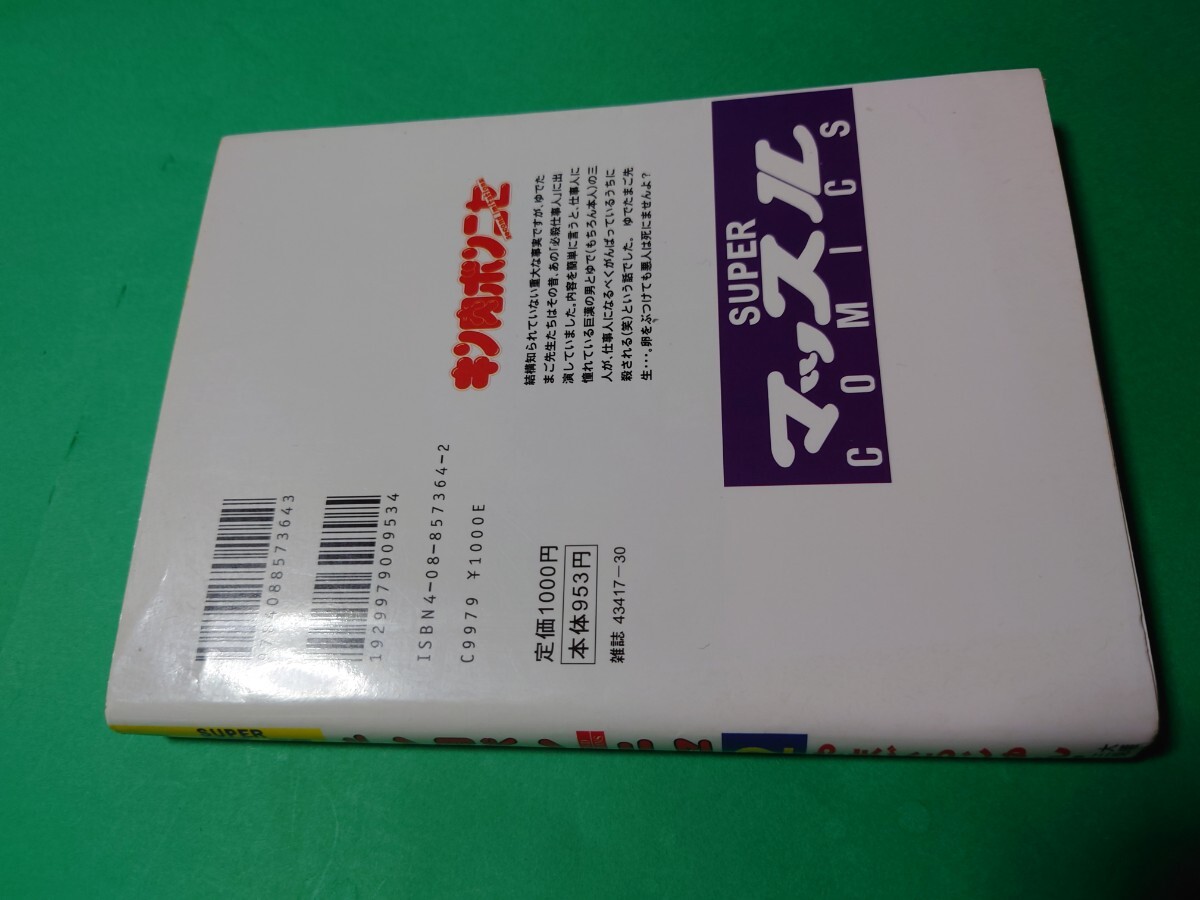 SUPER
マッスル
COMICS
キン肉ボンニセ
結構知られていない重大な事実ですが、ゆでた
まご先生たちはその昔、あの「必殺仕事人」に出
演していました。内容を簡単に言うと、仕事人に
憧れている巨漢の男とゆで(もちろん本人)の三
人が、仕事人になるべくがんばっているうちに
殺される(笑)という話でした。ゆでたまご先
生・・・。卵をぶつけても悪人は死にませんよ?
1929979009534
ISBN4-08-857364-2
C9979 ¥1000E
定価1000円
本体953円
雑誌 43417-30
SUPER